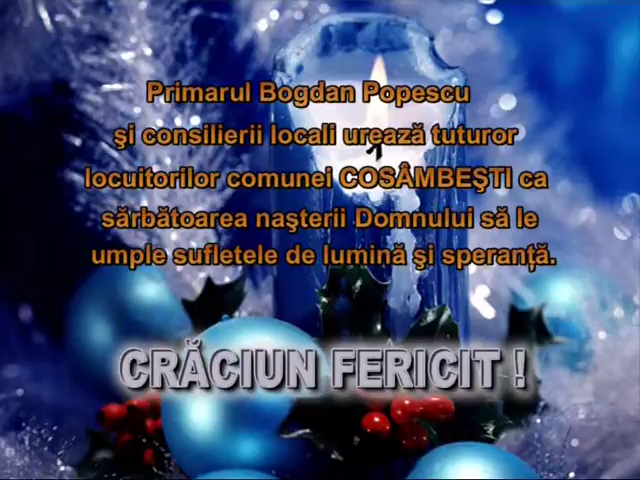 Primarul Bogdan Popescu
şi consilierii locali urează tuturor
locuitorilor comunei COSÂMBEŞTI ca
sărbătoarea naşterii Domnului să le
umple sufletele de lumină şi speranţă.
CRĂCIUN FERICIT !